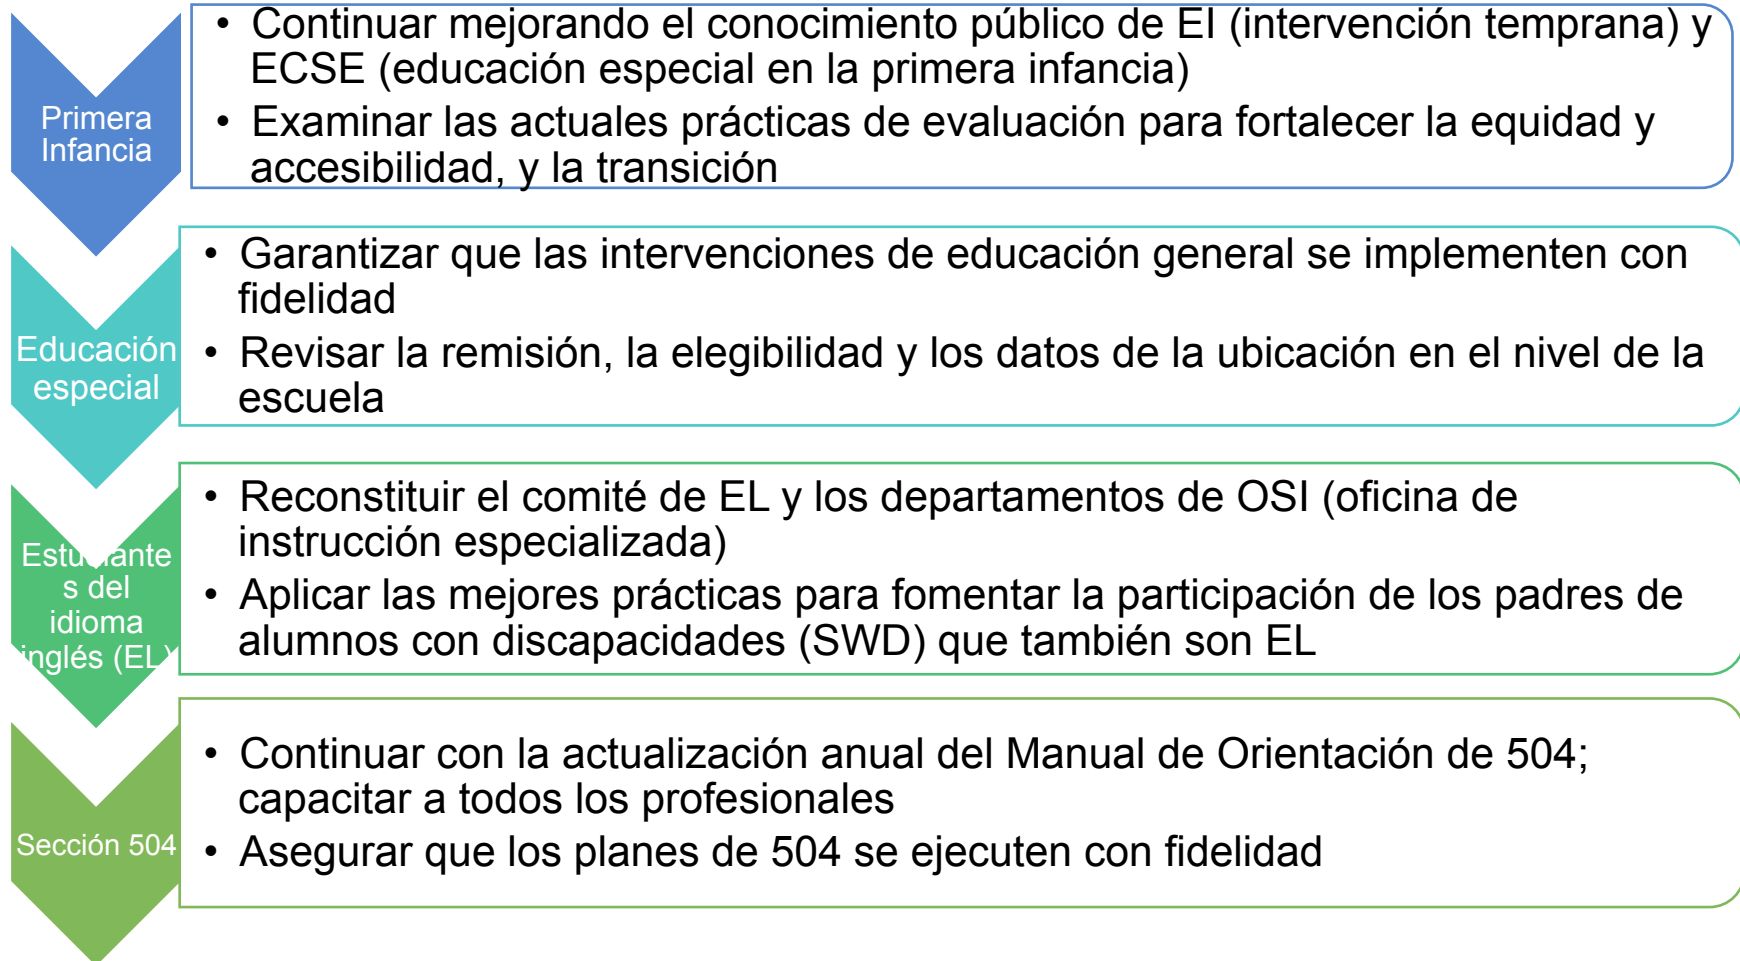 Primera
Infancia
• Continuar mejorando el conocimiento público de EI (intervención temprana) y
ECSE (educación especial en la primera infancia)
• Examinar las actuales prácticas de evaluación para fortalecer la equidad y
accesibilidad, y la transición
Educación
especial
• Garantizar que las intervenciones de educación general se implementen con
fidelidad
• Revisar la remisión, la elegibilidad y los datos de la ubicación en el nivel de la
escuela
Estudiante
s del
idioma
inglés (EL)
• Reconstituir el comité de EL y los departamentos de OSI (oficina de
instrucción especializada)
• Aplicar las mejores prácticas para fomentar la participación de los padres de
alumnos con discapacidades (SWD) que también son EL
Sección 504
• Continuar con la actualización anual del Manual de Orientación de 504;
capacitar a todos los profesionales
• Asegurar que los planes de 504 se ejecuten con fidelidad